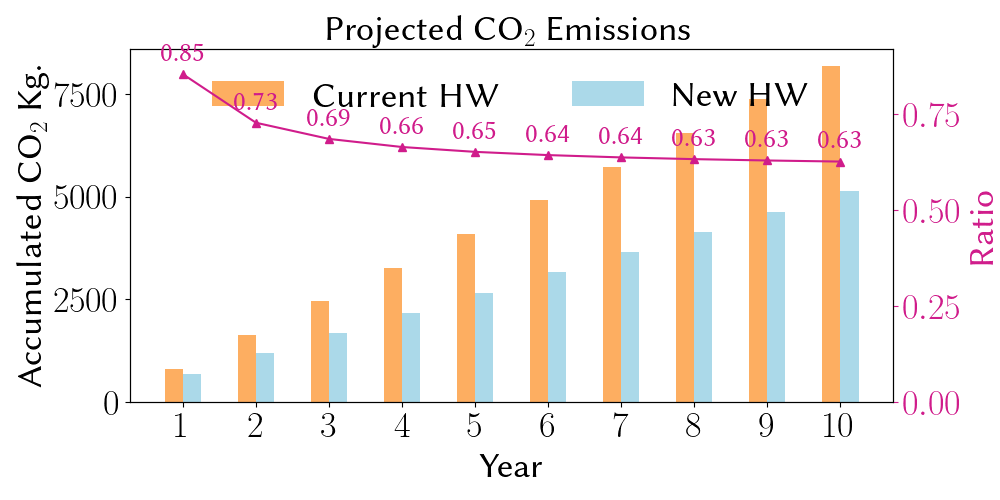 Projected CO₂ Emissions
Current HW New HW
0.85 0.73 0.69 0.66 0.65 0.64 0.64 0.63 0.63 0.63
Accumulated CO₂ Kg.
7500
5000
2500
0
0.75
0.50
0.25
0.00
Ratio
1 2 3 4 5 6 7 8 9 10
Year